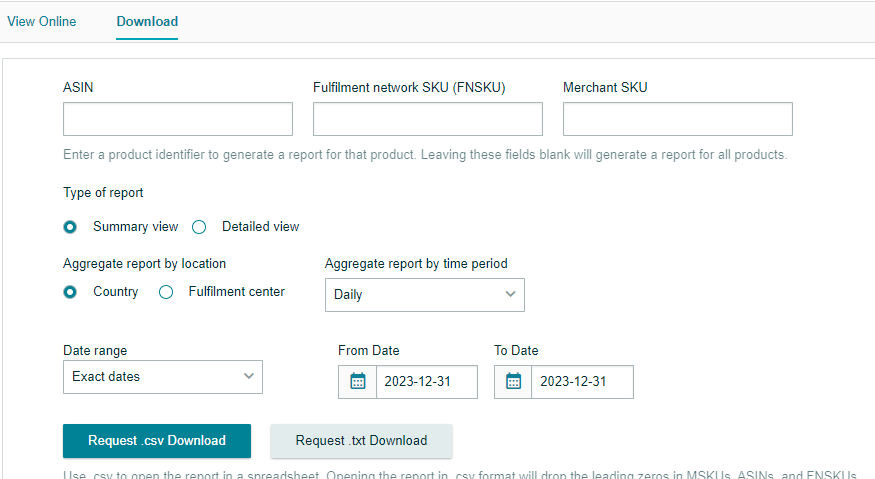 View Online Download
ASIN Fulfilment network SKU (FNSKU) Merchant SKU
Enter a product identifier to generate a report for that product. Leaving these fields blank will generate a report for all products.
Type of report
Summary view Detailed view
Aggregate report by location Aggregate report by time period
Country Fulfilment center Daily
Date range From Date To Date
Exact dates 2023-12-31 2023-12-31
Request .csv Download Request .txt Download
Use .csv to open the report in a spreadsheet. Opening the report in .csv format will drop the leading zeros in MSKUs, ASINs, and FNSKUs